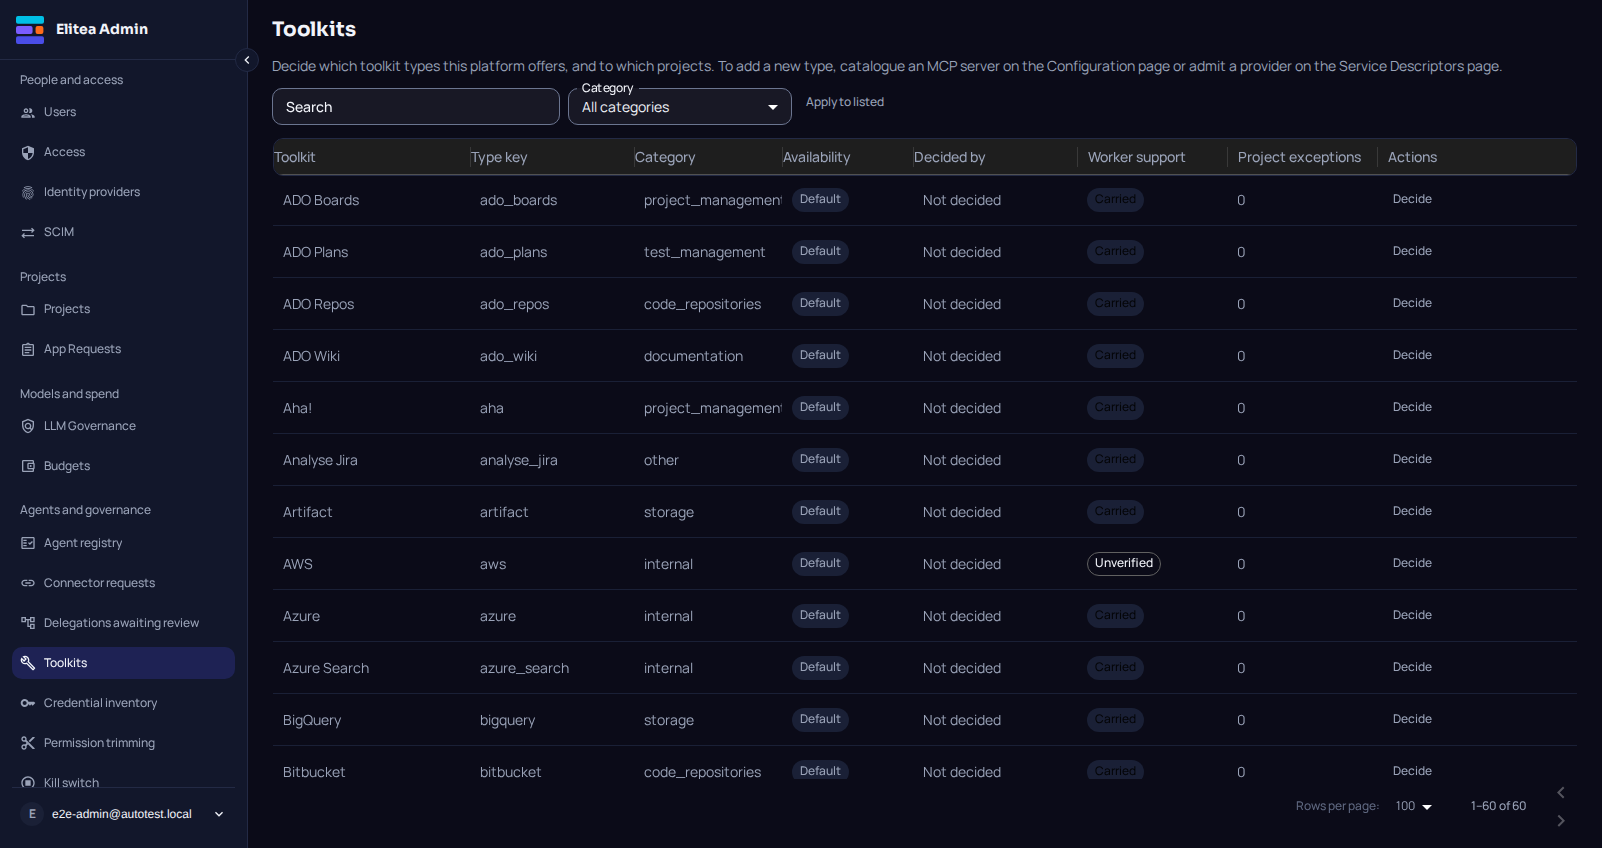 Elitea Admin
People and access
Users
Access
Identity providers
SCIM
Projects
Projects
App Requests
Models and spend
LLM Governance
Budgets
Agents and governance
Agent registry
Connector requests
Delegations awaiting review
Toolkits
Credential inventory
Permission trimming
Kill switch
E e2e-admin@autotest.local
Toolkits
Decide which toolkit types this platform offers, and to which projects. To add a new type, catalogue an MCP server on the Configuration page or admit a provider on the Service Descriptors page.
Search
Category
All categories
Apply to listed
Toolkit Type key Category Availability Decided by Worker support Project exceptions Actions
ADO Boards ado_boards project_management Default Not decided Carried 0 Decide
ADO Plans ado_plans test_management Default Not decided Carried 0 Decide
ADO Repos ado_repos code_repositories Default Not decided Carried 0 Decide
ADO Wiki ado_wiki documentation Default Not decided Carried 0 Decide
Aha! aha project_management Default Not decided Carried 0 Decide
Analyse Jira analyse_jira other Default Not decided Carried 0 Decide
Artifact artifact storage Default Not decided Carried 0 Decide
AWS aws internal Default Not decided Unverified 0 Decide
Azure azure internal Default Not decided Carried 0 Decide
Azure Search azure_search internal Default Not decided Carried 0 Decide
BigQuery bigquery storage Default Not decided Carried 0 Decide
Bitbucket bitbucket code_repositories Default Not decided Carried 0 Decide
Rows per page: 100 1–60 of 60